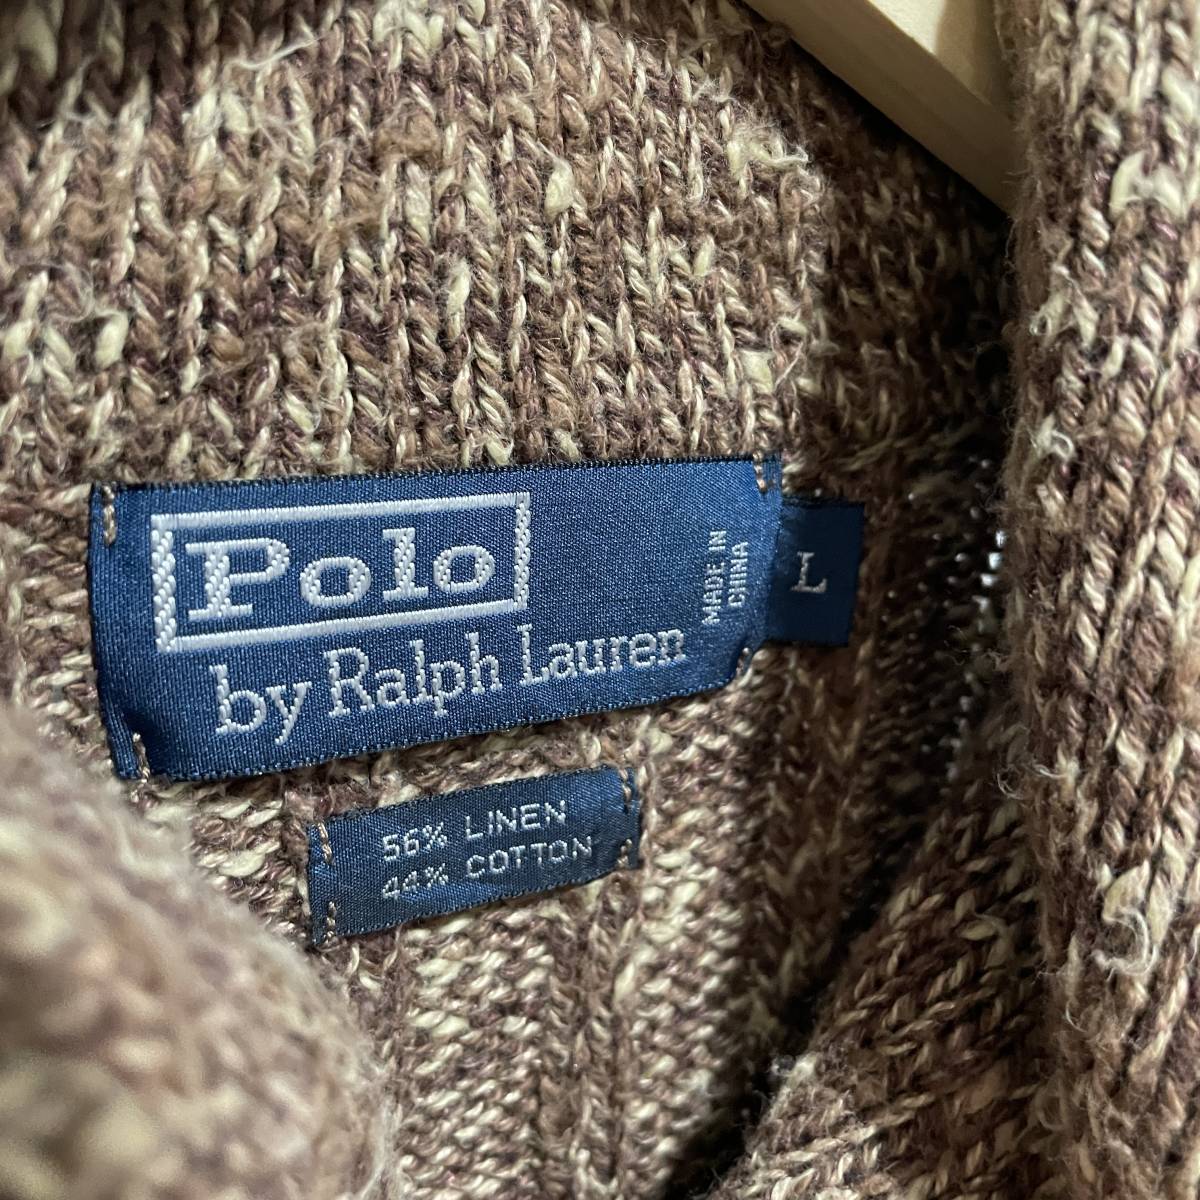 Polo
by Ralph Lauren
MADE IN
CHINA
L
56% LINEN
44% COTTON